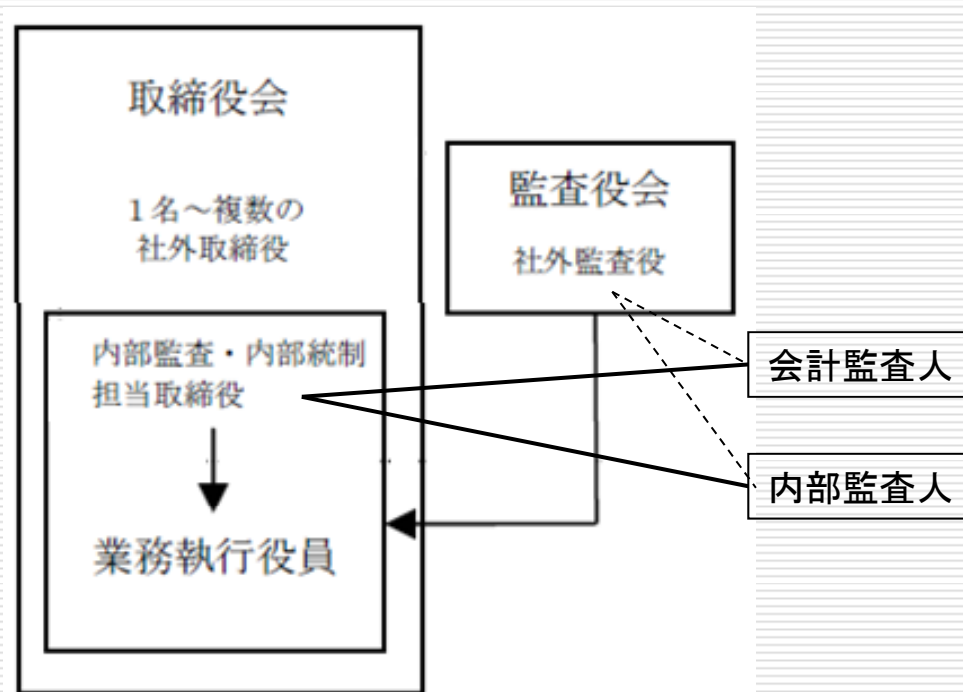 取締役会
1名～複数の
社外取締役
内部監査・内部統制
担当取締役
業務執行役員
監査役会
社外監査役
会計監査人
内部監査人